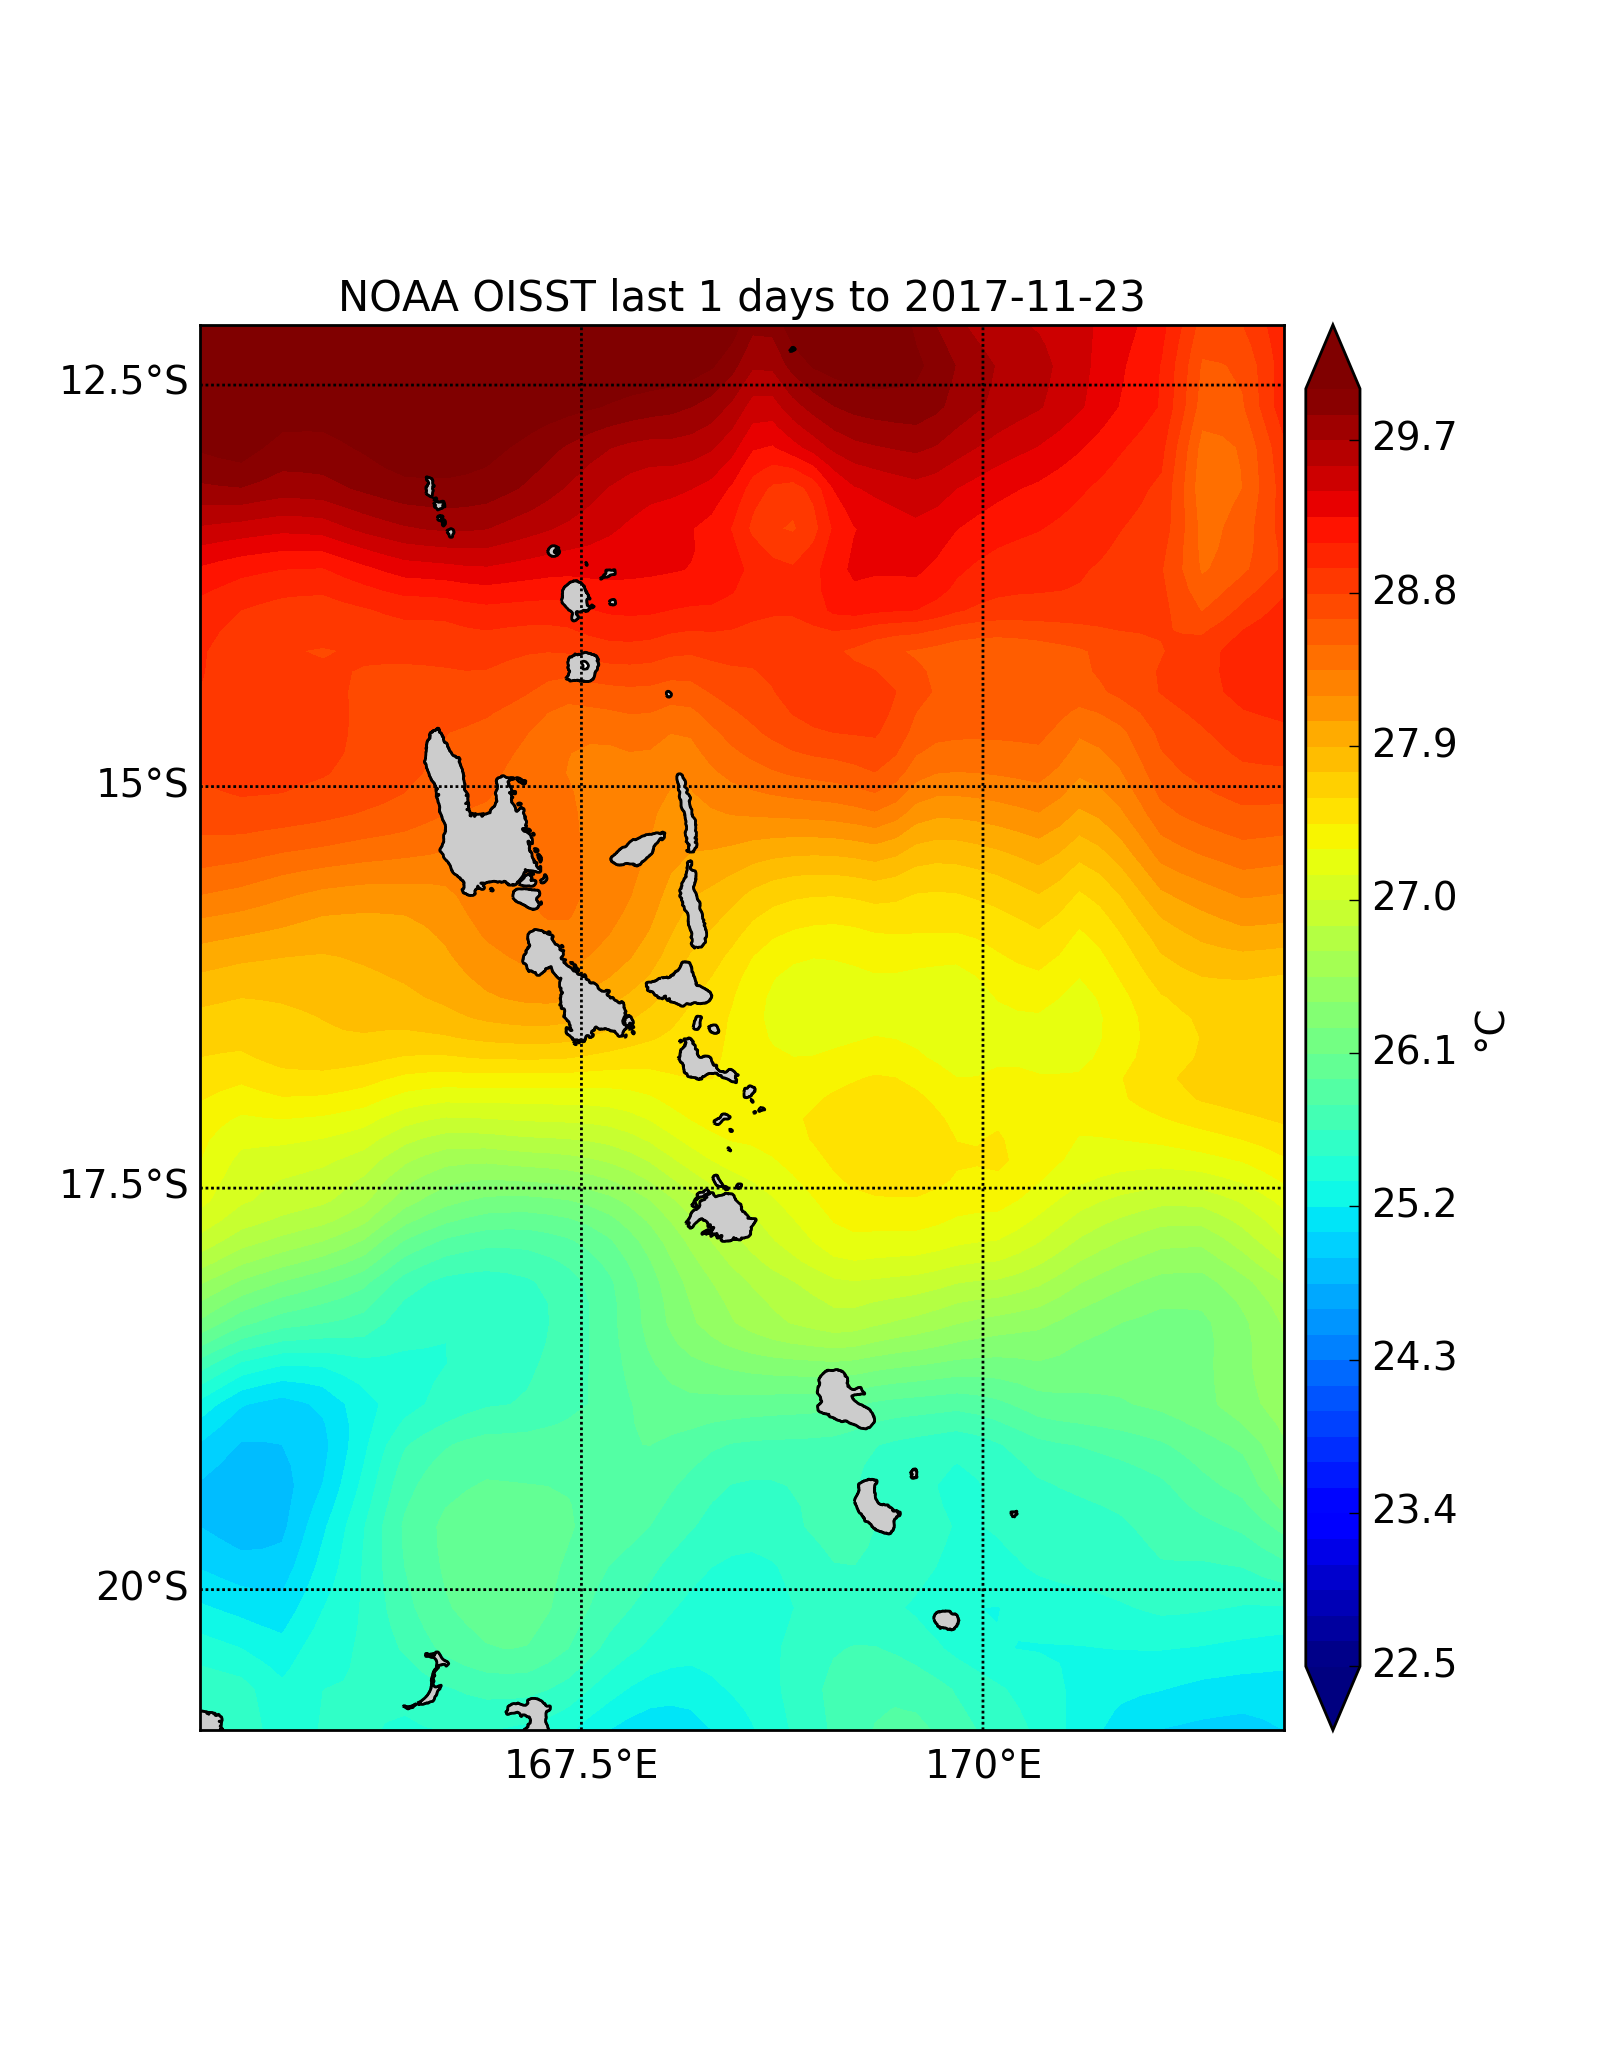 NOAA OISST last 1 days to 2017-11-23
12.5°S
15°S
17.5°S
20°S
167.5°E
170°E
29.7
28.8
27.9
27.0
26.1
25.2
24.3
23.4
22.5
°C